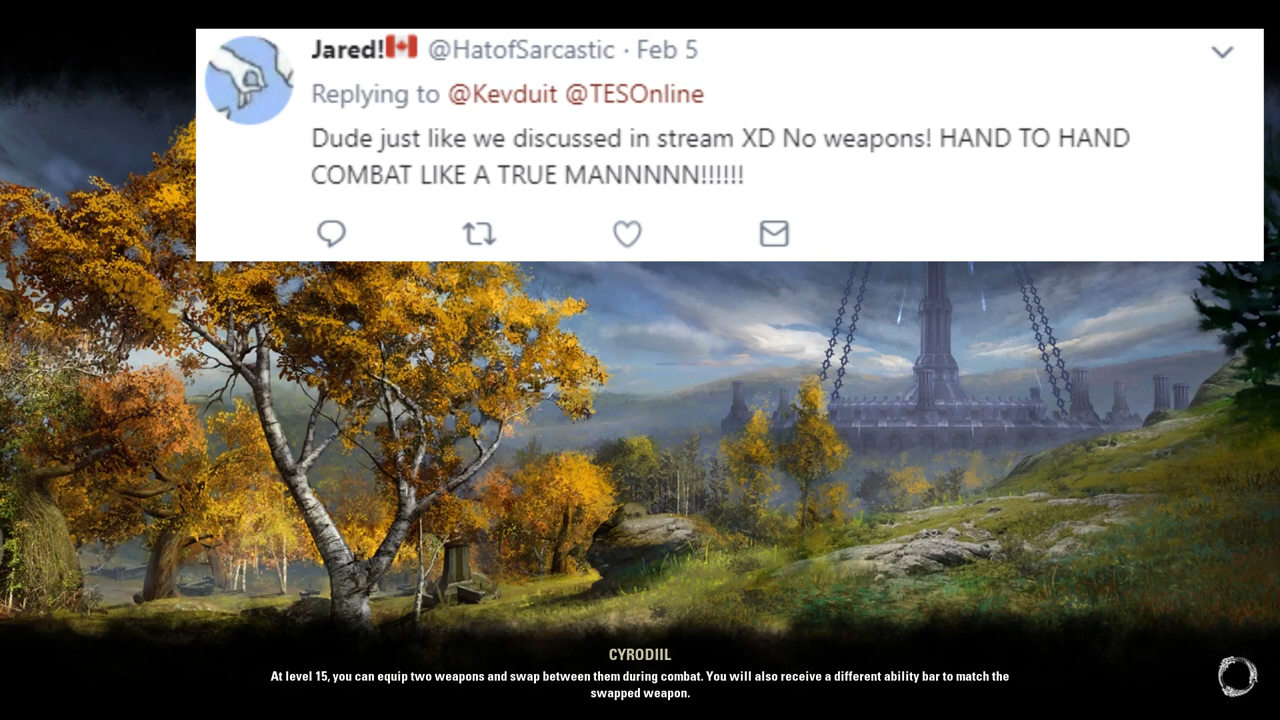 Jared!🇨🇦 @HatofSarcastic · Feb 5
Replying to @Kevduit @TESOnline
Dude just like we discussed in stream XD No weapons! HAND TO HAND
COMBAT LIKE A TRUE MANNNNN!!!!!!
CYRODIIL
At level 15, you can equip two weapons and swap between them during combat. You will also receive a different ability bar to match the
swapped weapon.